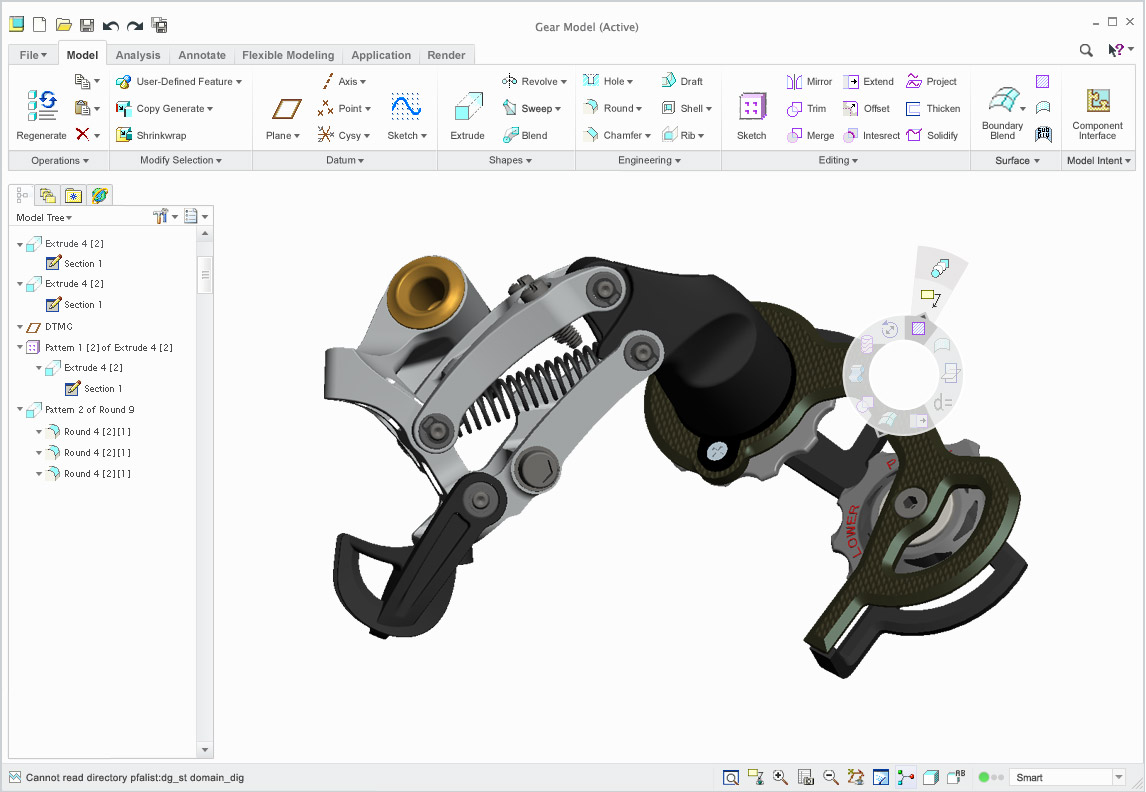 Gear Model (Active)
File Model Analysis Annotate Flexible Modeling Application Render
User-Defined Feature Axis Revolve Hole Draft Mirror Extend Project
Copy Generate Point Sweep Round Shell Trim Offset Thicken
Regenerate Shrinkwrap Plane Cysy Sketch Extrude Blend Chamfer Rib Sketch Merge Intersect Solidify Boundary Blend Component Interface
Operations Modify Selection Datum Shapes Engineering Editing Surface Model Intent
Model Tree
Extrude 4 [2]
Section 1
Extrude 4 [2]
Section 1
Pattern 1 [2] of Extrude 4 [2]
Extrude 4 [2]
Section 1
Pattern 2 of Round 9
Round 4 [2][1]
Round 4 [2][1]
Round 4 [2][1]
d=
LOWER
Cannot read directory pfalist:dg_st domain_dig
Smart